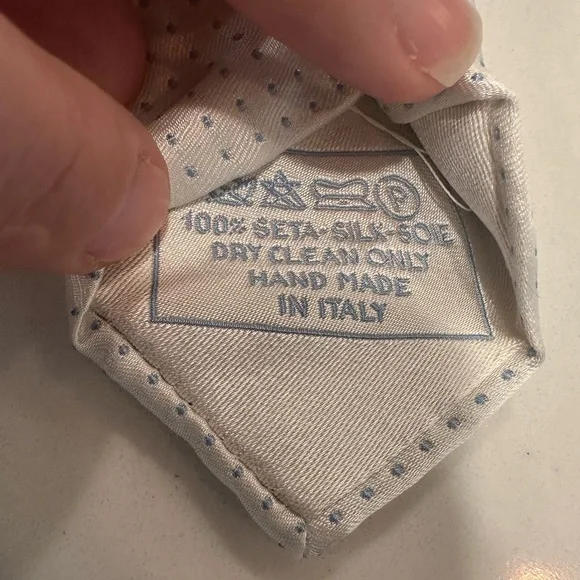 P
100% SETA-SILK-SOIE
DRY CLEAN ONLY
HAND MADE
IN ITALY